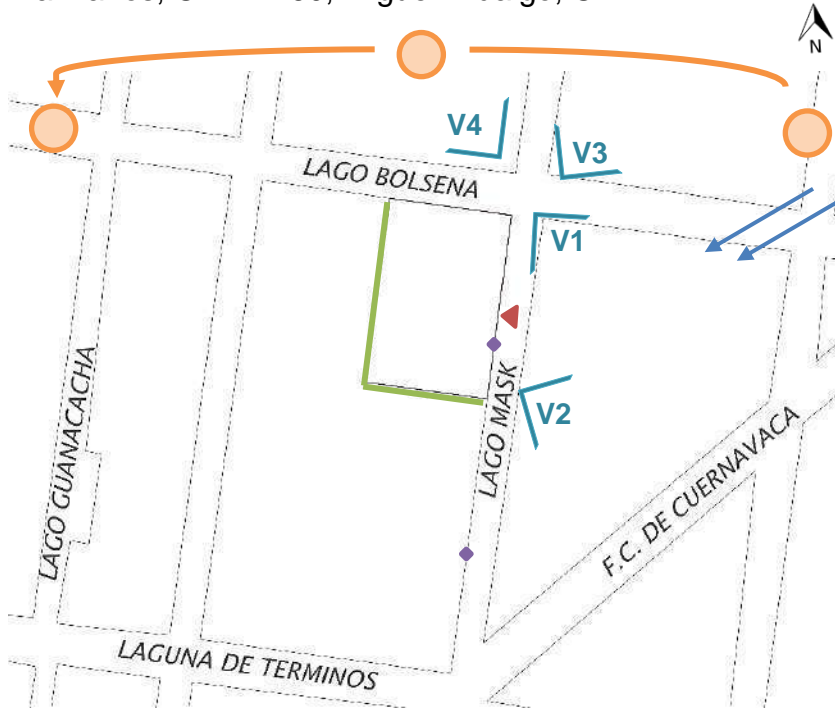 N
V4
V3
LAGO BOLSENA
V1
LAGO MASK
V2
LAGO GUANACACHA
F.C. DE CUERNAVACA
LAGUNA DE TERMINOS